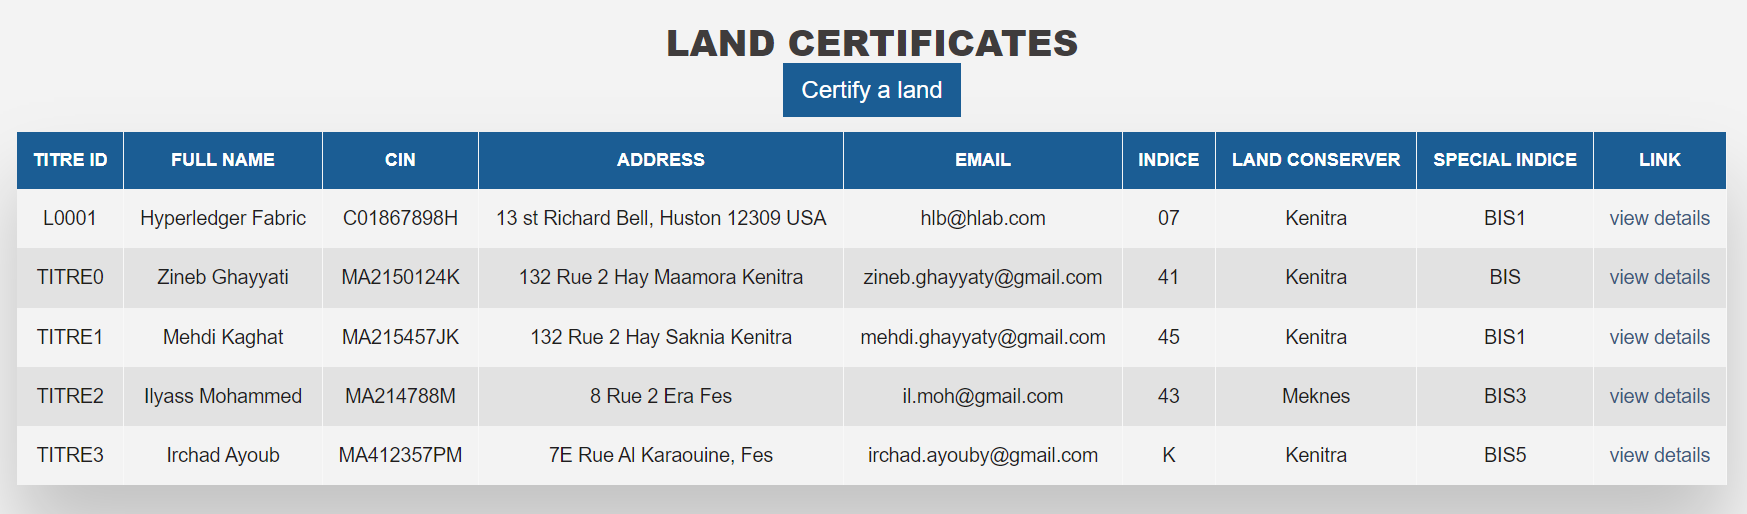 LAND CERTIFICATES
Certify a land
TITRE ID FULL NAME CIN ADDRESS EMAIL INDICE LAND CONSERVER SPECIAL INDICE LINK
L0001 Hyperledger Fabric C01867898H 13 st Richard Bell, Huston 12309 USA hlb@hlab.com 07 Kenitra BIS1 view details
TITRE0 Zineb Ghayyati MA2150124K 132 Rue 2 Hay Maamora Kenitra zineb.ghayyaty@gmail.com 41 Kenitra BIS view details
TITRE1 Mehdi Kaghat MA215457JK 132 Rue 2 Hay Saknia Kenitra mehdi.ghayyaty@gmail.com 45 Kenitra BIS1 view details
TITRE2 Ilyass Mohammed MA214788M 8 Rue 2 Era Fes il.moh@gmail.com 43 Meknes BIS3 view details
TITRE3 Irchad Ayoub MA412357PM 7E Rue Al Karaouine, Fes irchad.ayouby@gmail.com K Kenitra BIS5 view details